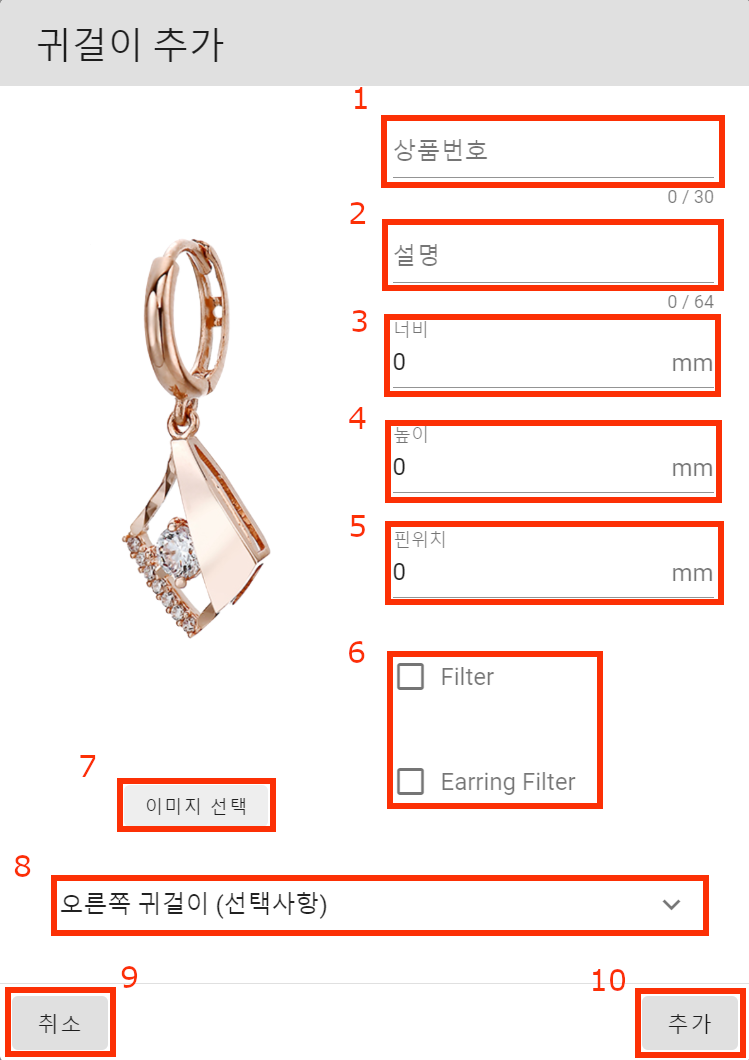 귀걸이 추가
1
상품번호
0 / 30
2
설명
0 / 64
3
너비
0 mm
4
높이
0 mm
5
핀위치
0 mm
6
Filter
Earring Filter
7
이미지 선택
8
오른쪽 귀걸이 (선택사항)
9
취소
10
추가